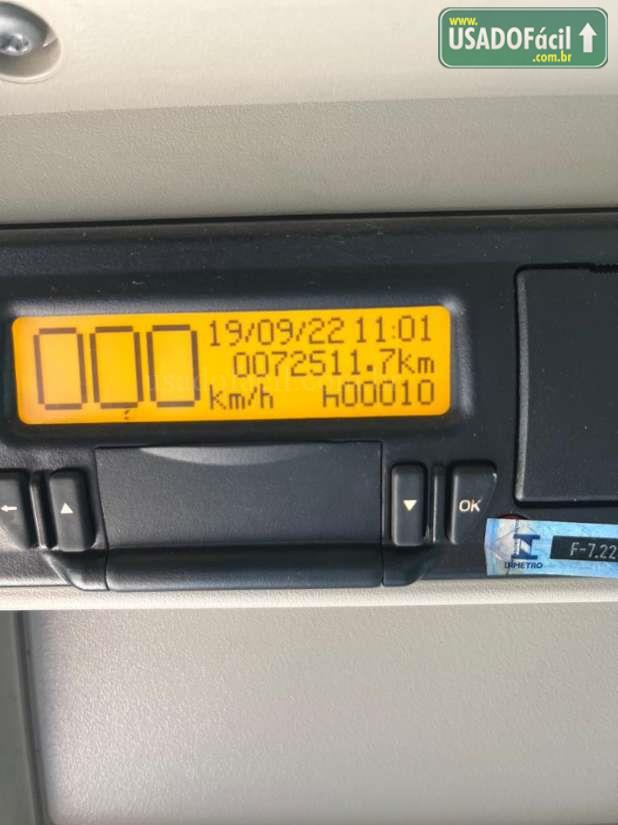 www.
USADOFácil
.com.br
000
19/09/22 11:01
0072511.7km
km/h h00010
OK
INMETRO
F-7.22